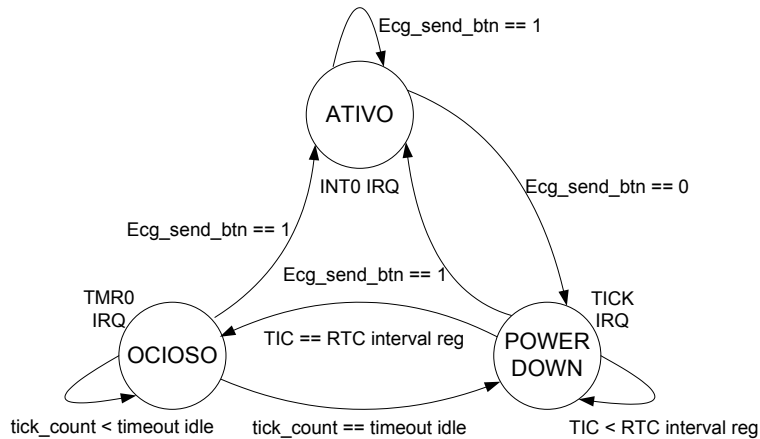 Ecg_send_btn == 1
ATIVO
INT0 IRQ
Ecg_send_btn == 0
Ecg_send_btn == 1
Ecg_send_btn == 1
TMR0
IRQ
TICK
IRQ
TIC == RTC interval reg
OCIOSO
POWER
DOWN
tick_count < timeout idle
tick_count == timeout idle
TIC < RTC interval reg